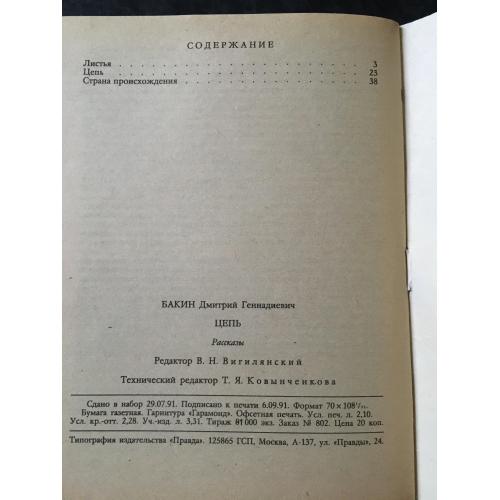 СОДЕРЖАНИЕ
Листья . . . . . . . . . . . . . . . . . . . . 3
Цепь . . . . . . . . . . . . . . . . . . . . 23
Страна происхождения . . . . . . . . . . . . . . 38
БАКИН Дмитрий Геннадиевич
ЦЕПЬ
Рассказы
Редактор В. Н. Вигилянский
Технический редактор Т. Я. Ковынченкова
Сдано в набор 29.07.91. Подписано к печати 6.09.91. Формат 70 × 108¹/₃₂.
Бумага газетная. Гарнитура «Гарамонд». Офсетная печать. Усл. печ. л. 2,10.
Усл. кр.-отт. 2,28. Уч.-изд. л. 3,31. Тираж 81 000 экз. Заказ № 802. Цена 20 коп.
Типография издательства «Правда». 125865 ГСП, Москва, А-137, ул. «Правды», 24.